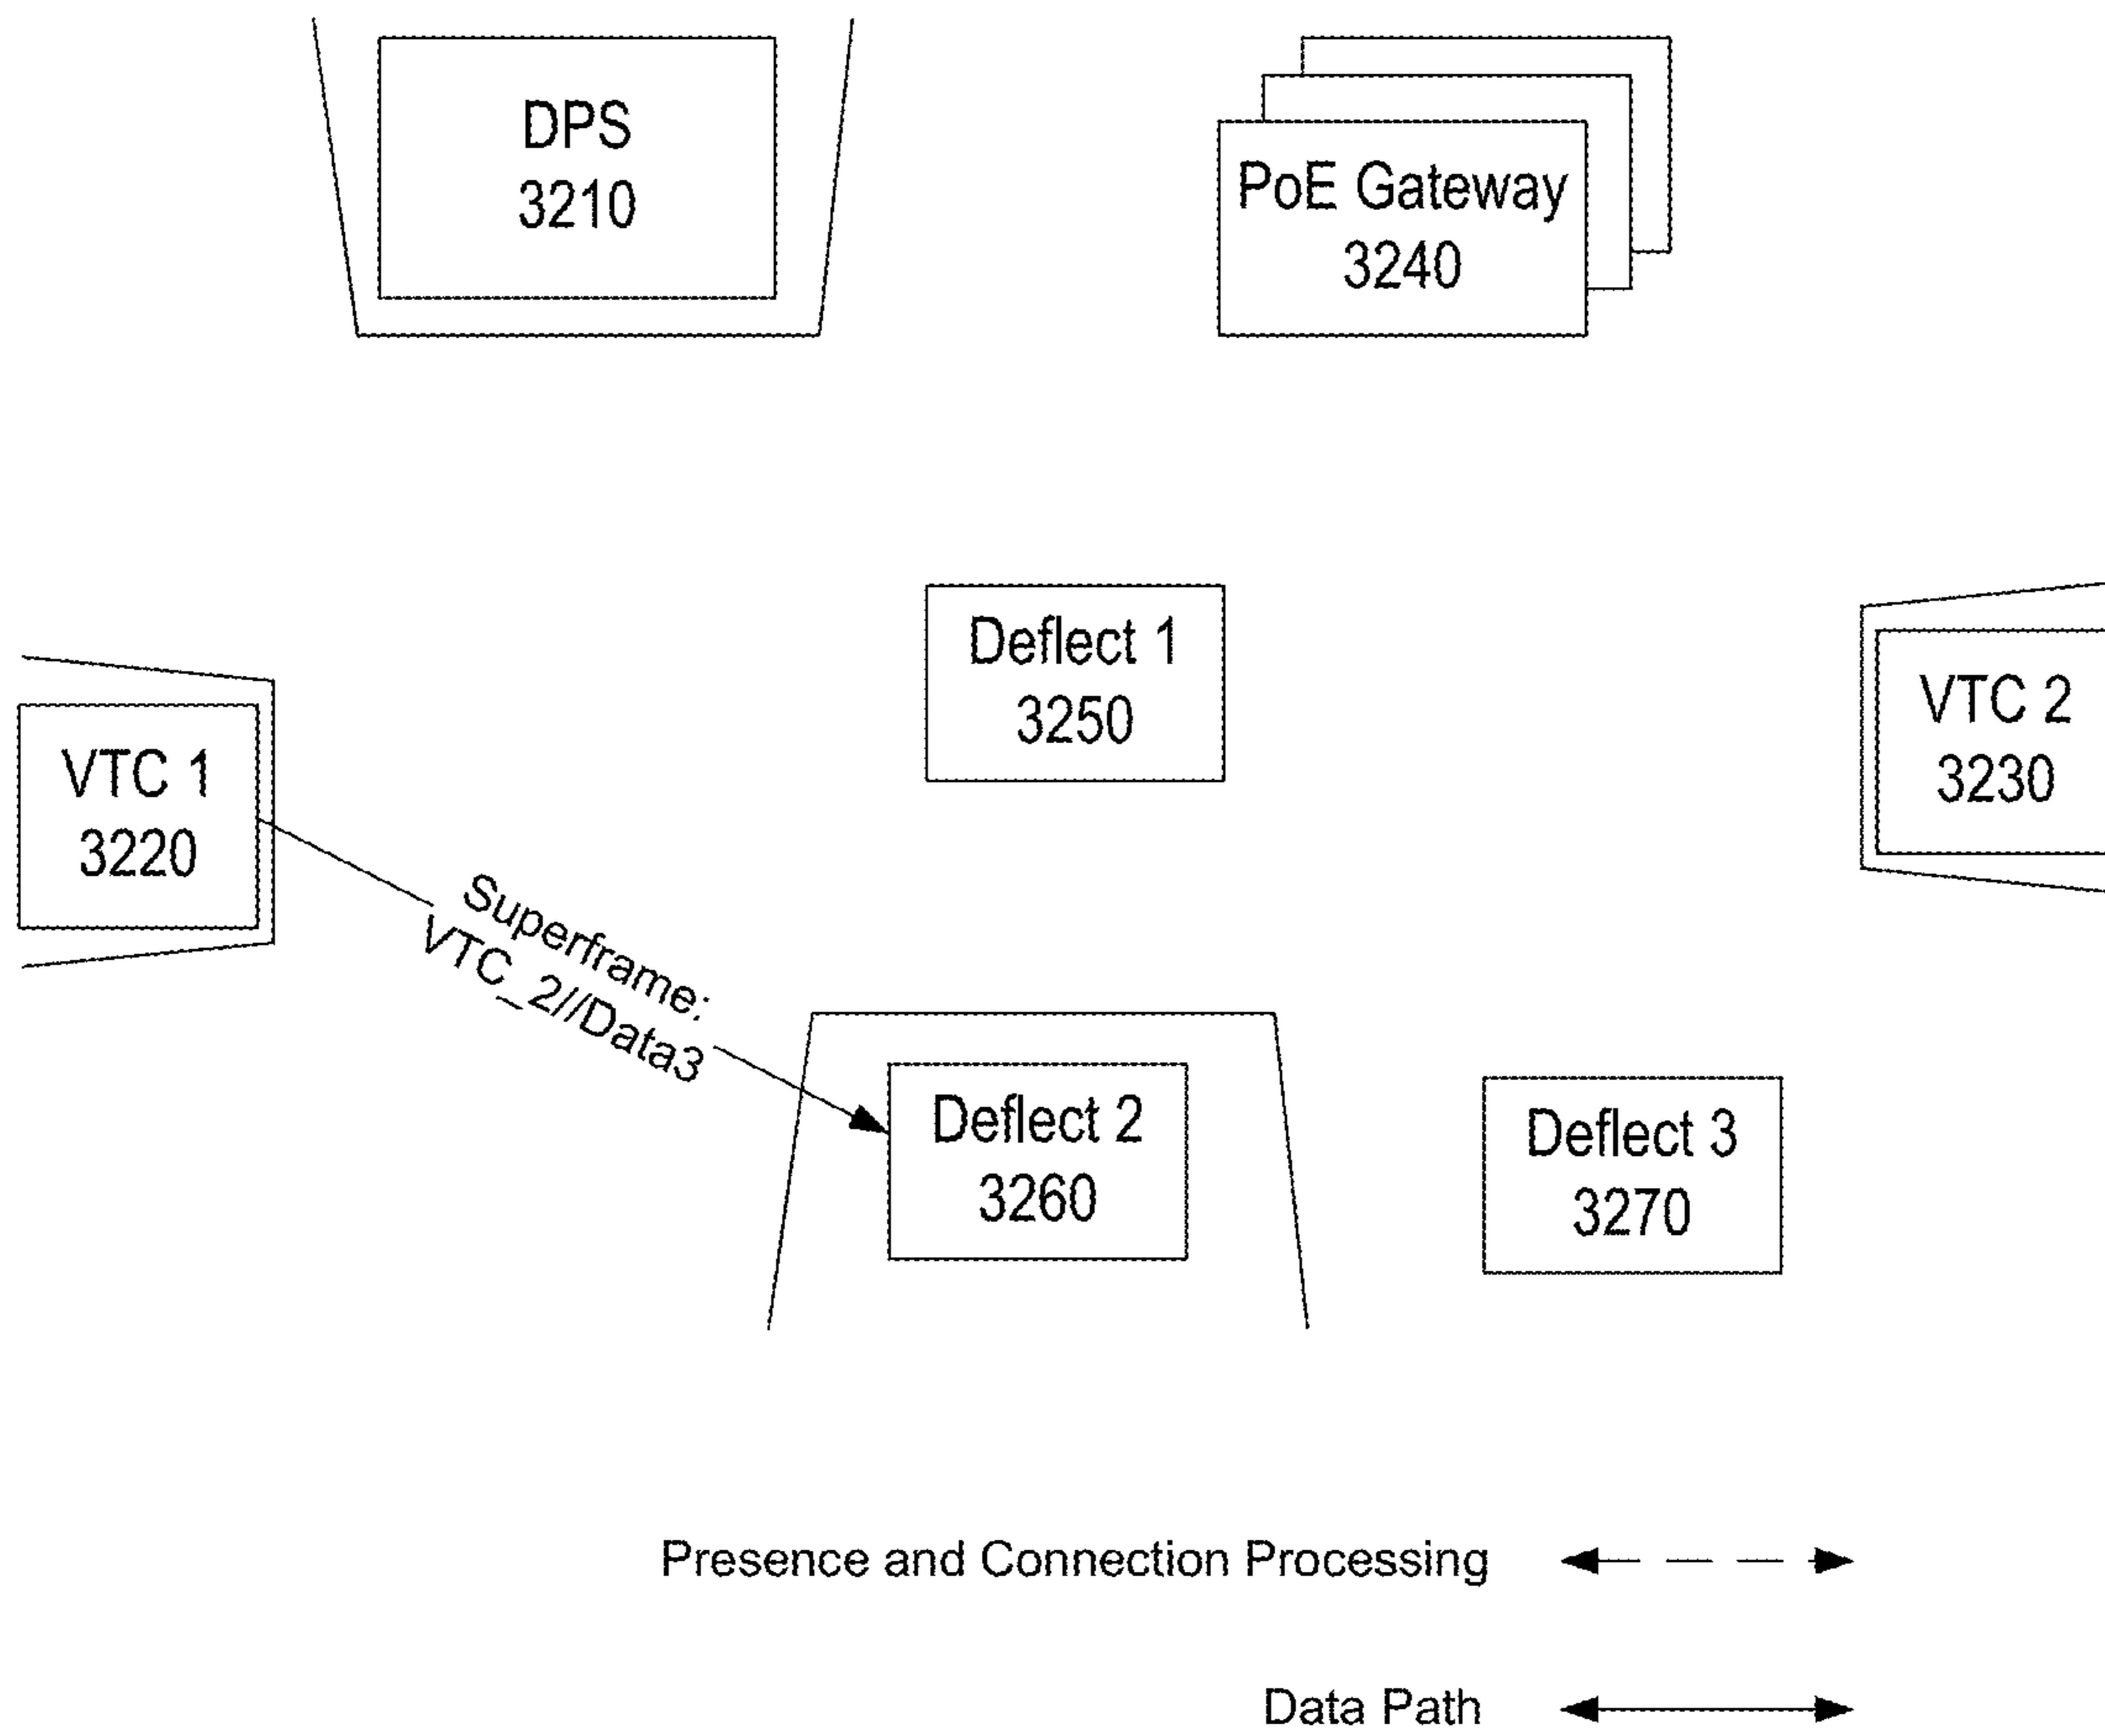 DPS
3210
PoE Gateway
3240
Deflect 1
3250
VTC 2
3230
VTC 1
3220
Superframe:
VTC_2//Data3
Deflect 2
3260
Deflect 3
3270
Presence and Connection Processing
Data Path